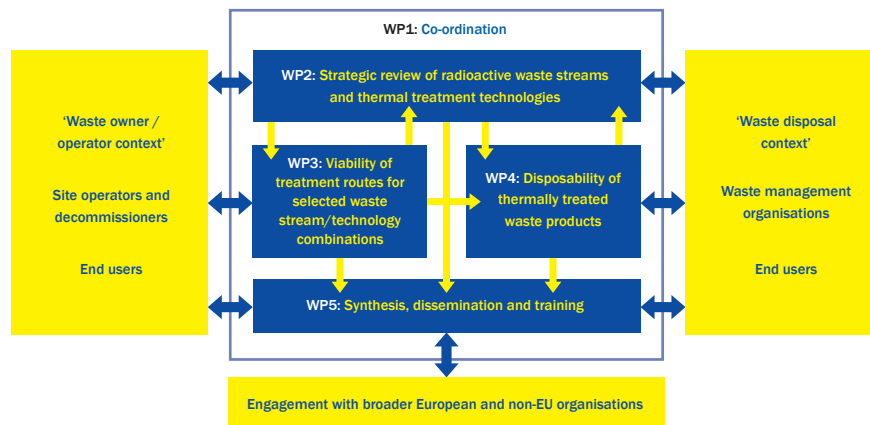 WP1: Co-ordination
WP2: Strategic review of radioactive waste streams
and thermal treatment technologies
‘Waste owner /
operator context’
Site operators and
decommissioners
End users
WP3: Viability of
treatment routes for
selected waste
stream/technology
combinations
WP4: Disposability of
thermally treated
waste products
‘Waste disposal
context’
Waste management
organisations
End users
WP5: Synthesis, dissemination and training
Engagement with broader European and non-EU organisations